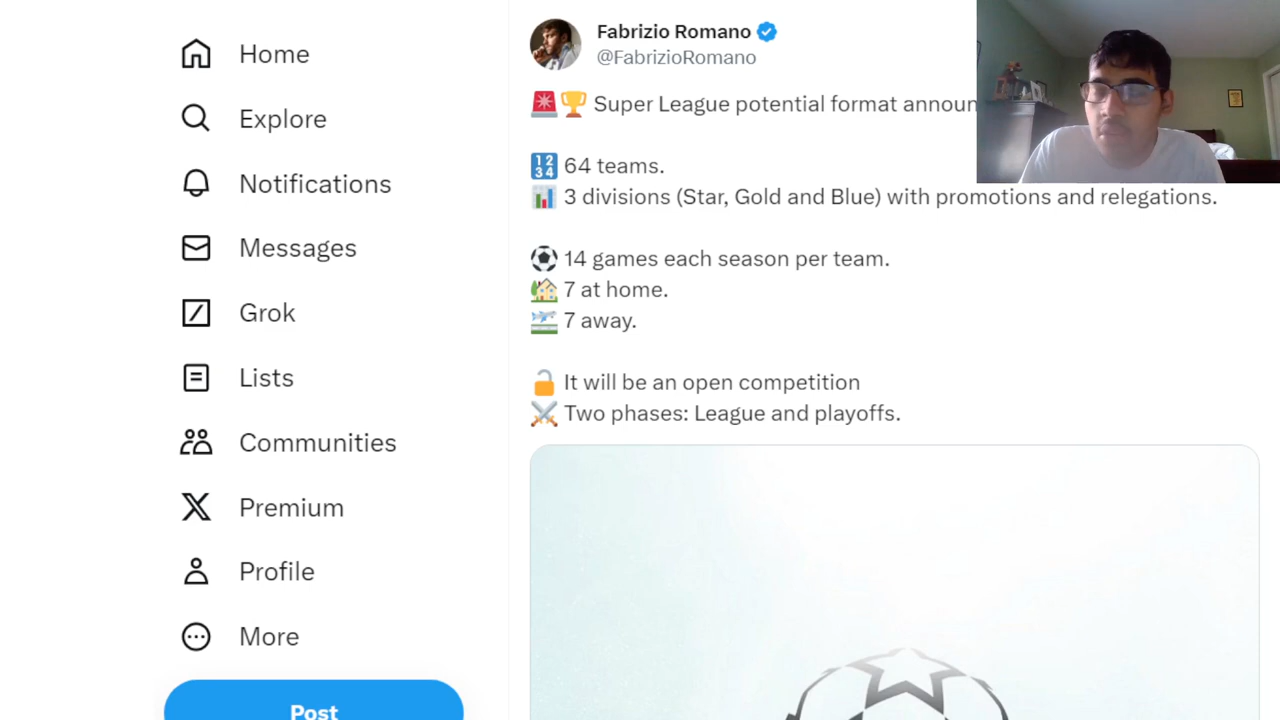 Home
Explore
Notifications
Messages
Grok
Lists
Communities
Premium
Profile
More
Post
Fabrizio Romano
@FabrizioRomano
🚨🏆 Super League potential format
🔢 64 teams.
📊 3 divisions (Star, Gold and Blue) with promotions and relegations.
⚽ 14 games each season per team.
🏡 7 at home.
🛫 7 away.
🔓 It will be an open competition
⚔️ Two phases: League and playoffs.